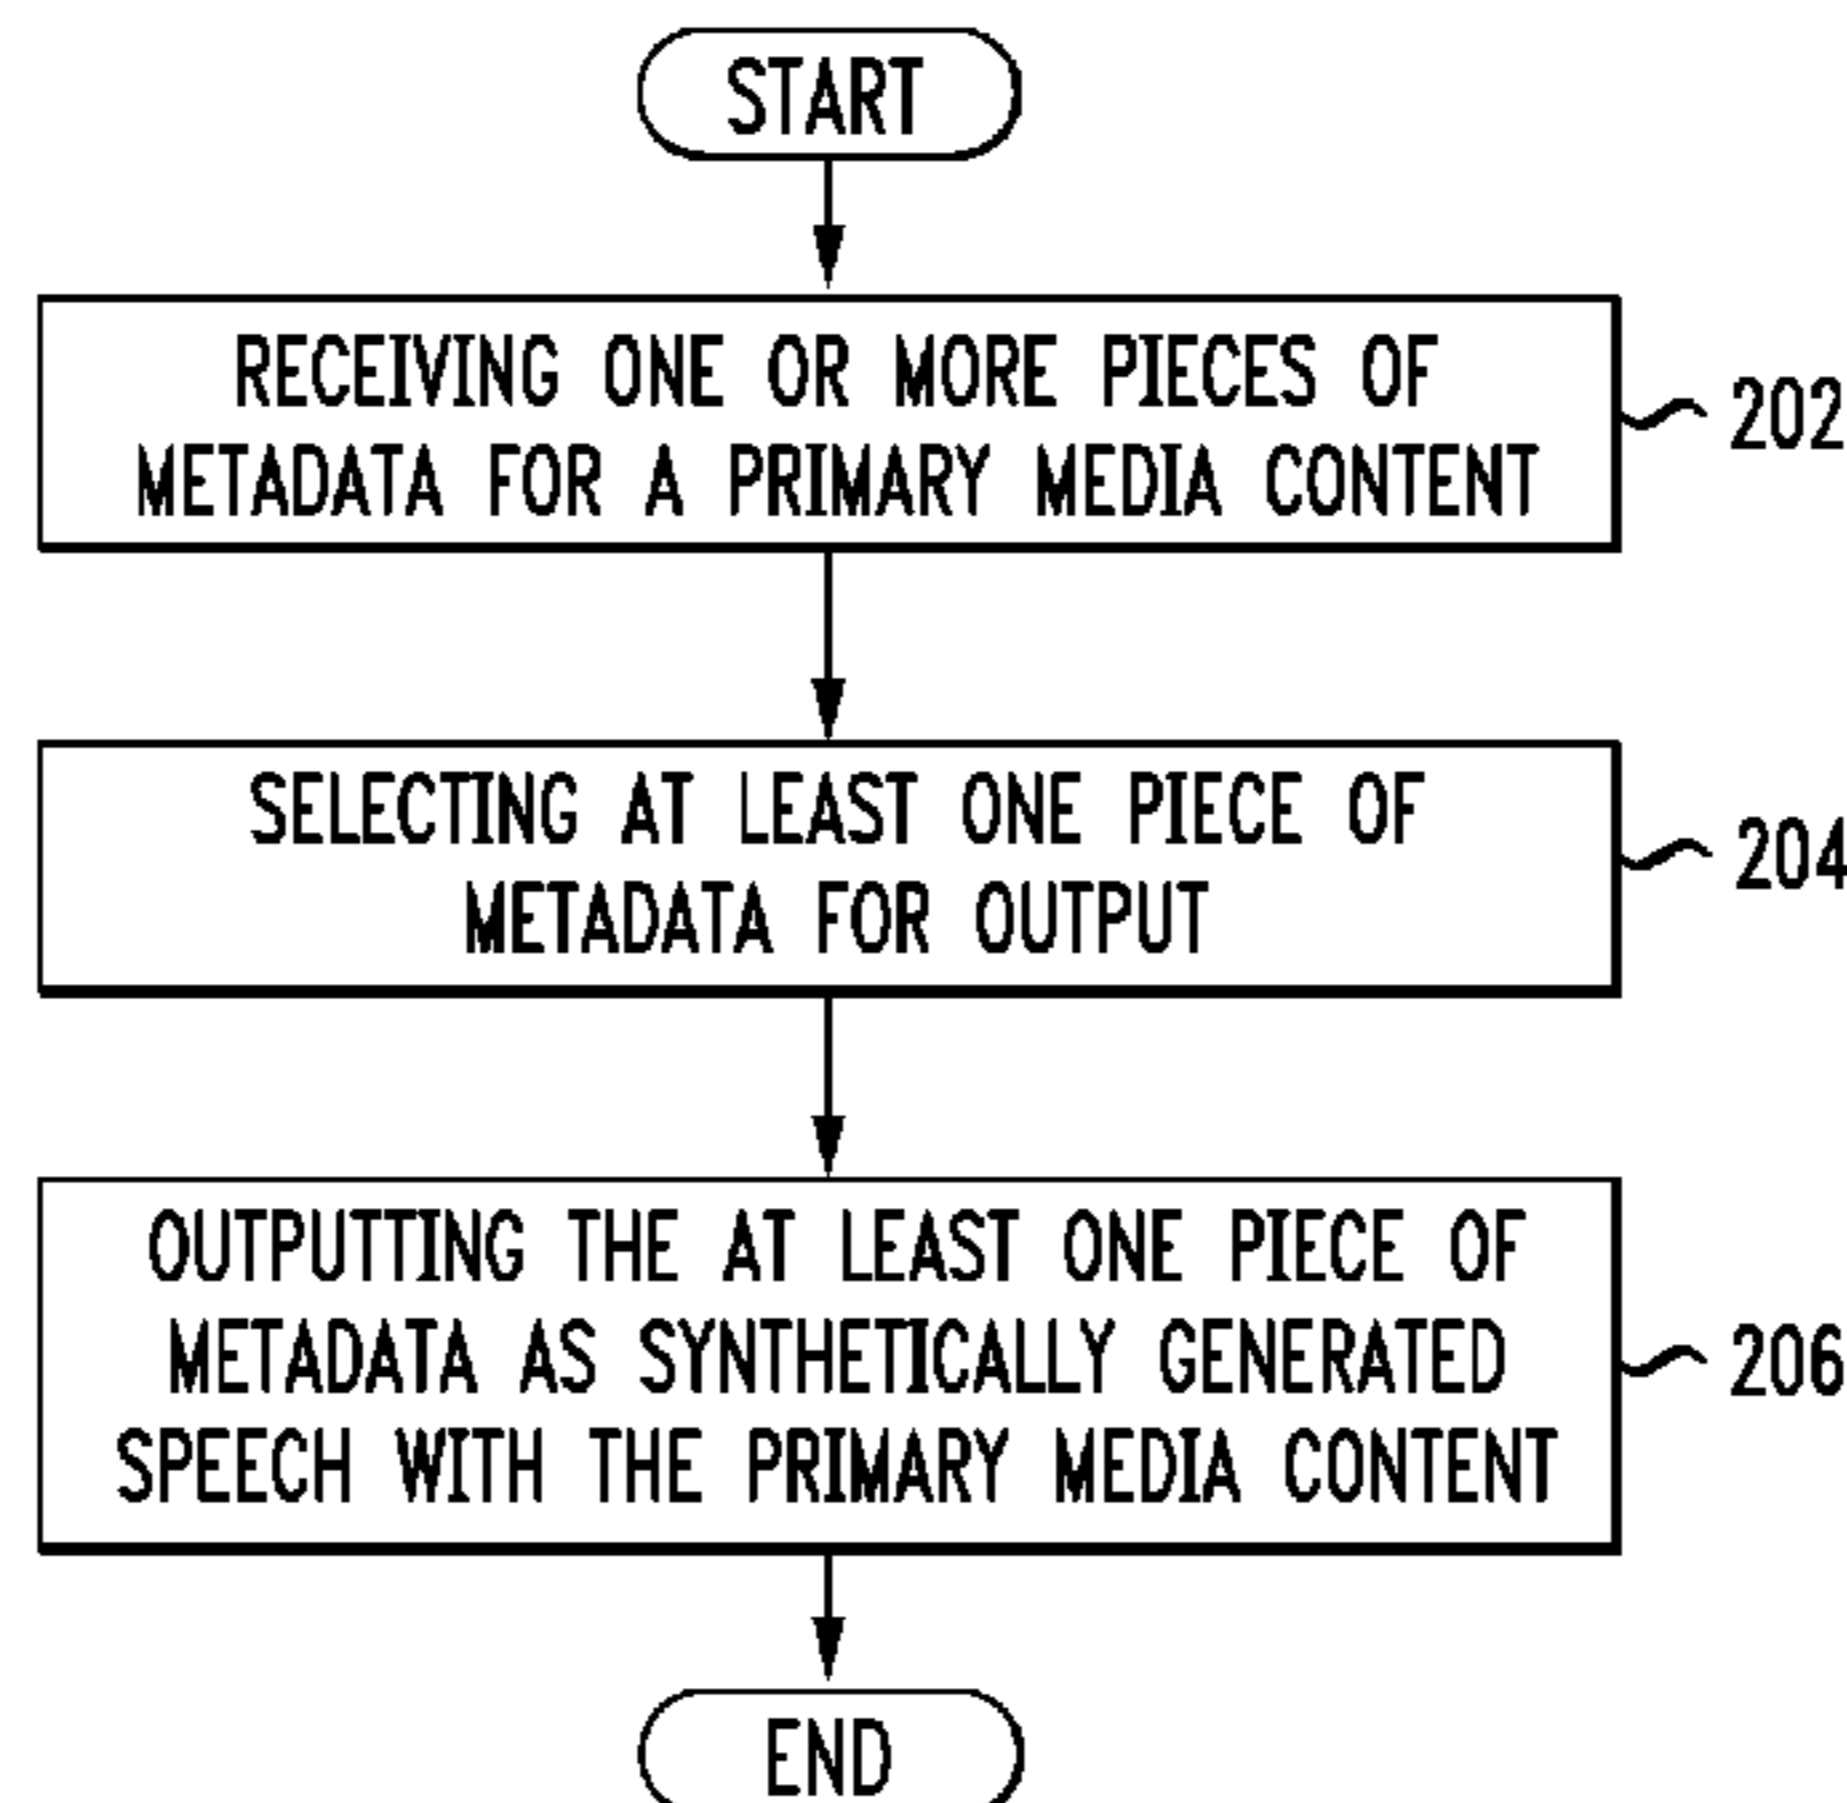 START
RECEIVING ONE OR MORE PIECES OF
METADATA FOR A PRIMARY MEDIA CONTENT
202
SELECTING AT LEAST ONE PIECE OF
METADATA FOR OUTPUT
204
OUTPUTTING THE AT LEAST ONE PIECE OF
METADATA AS SYNTHETICALLY GENERATED
SPEECH WITH THE PRIMARY MEDIA CONTENT
206
END